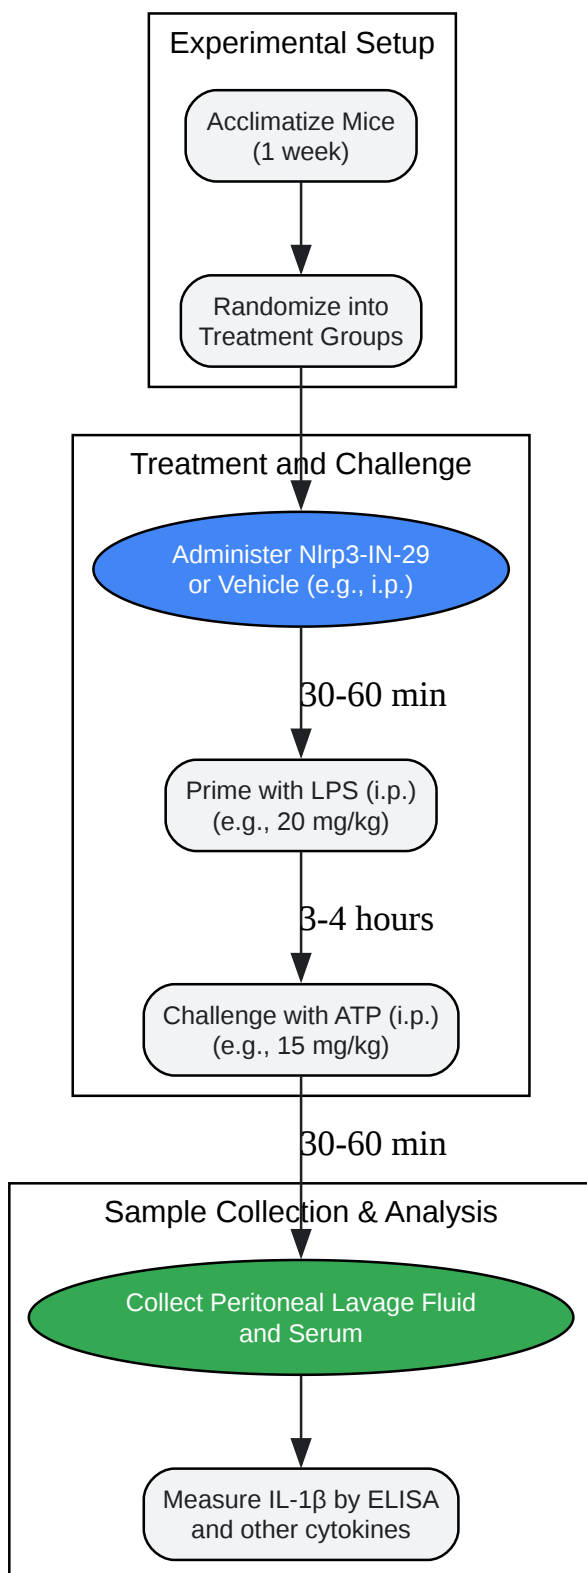 Experimental Setup
Acclimatize Mice
(1 week)
Randomize into
Treatment Groups
Treatment and Challenge
Administer Nlrp3-IN-29
or Vehicle (e.g., i.p.)
30-60 min
Prime with LPS (i.p.)
(e.g., 20 mg/kg)
3-4 hours
Challenge with ATP (i.p.)
(e.g., 15 mg/kg)
30-60 min
Sample Collection & Analysis
Collect Peritoneal Lavage Fluid
and Serum
Measure IL-1β by ELISA
and other cytokines